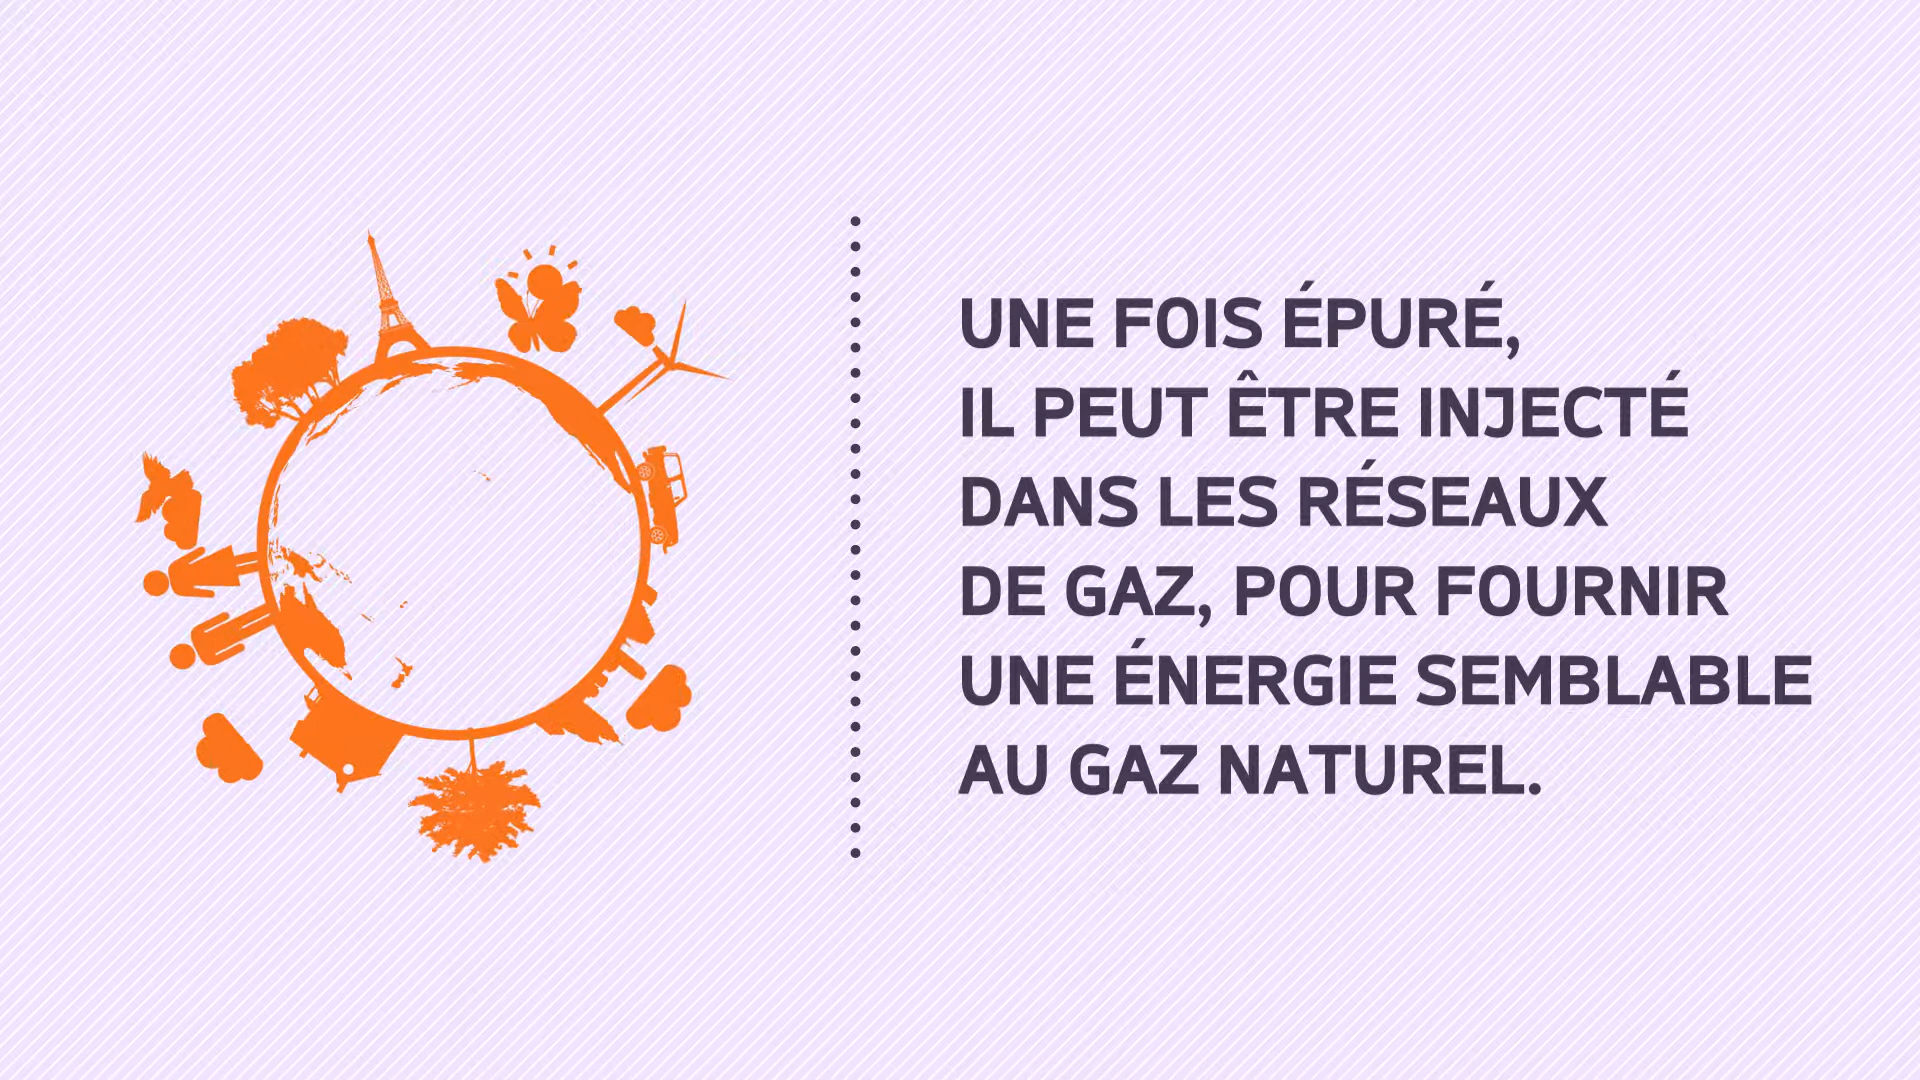 UNE FOIS ÉPURÉ,
IL PEUT ÊTRE INJECTÉ
DANS LES RÉSEAUX
DE GAZ, POUR FOURNIR
UNE ÉNERGIE SEMBLABLE
AU GAZ NATUREL.